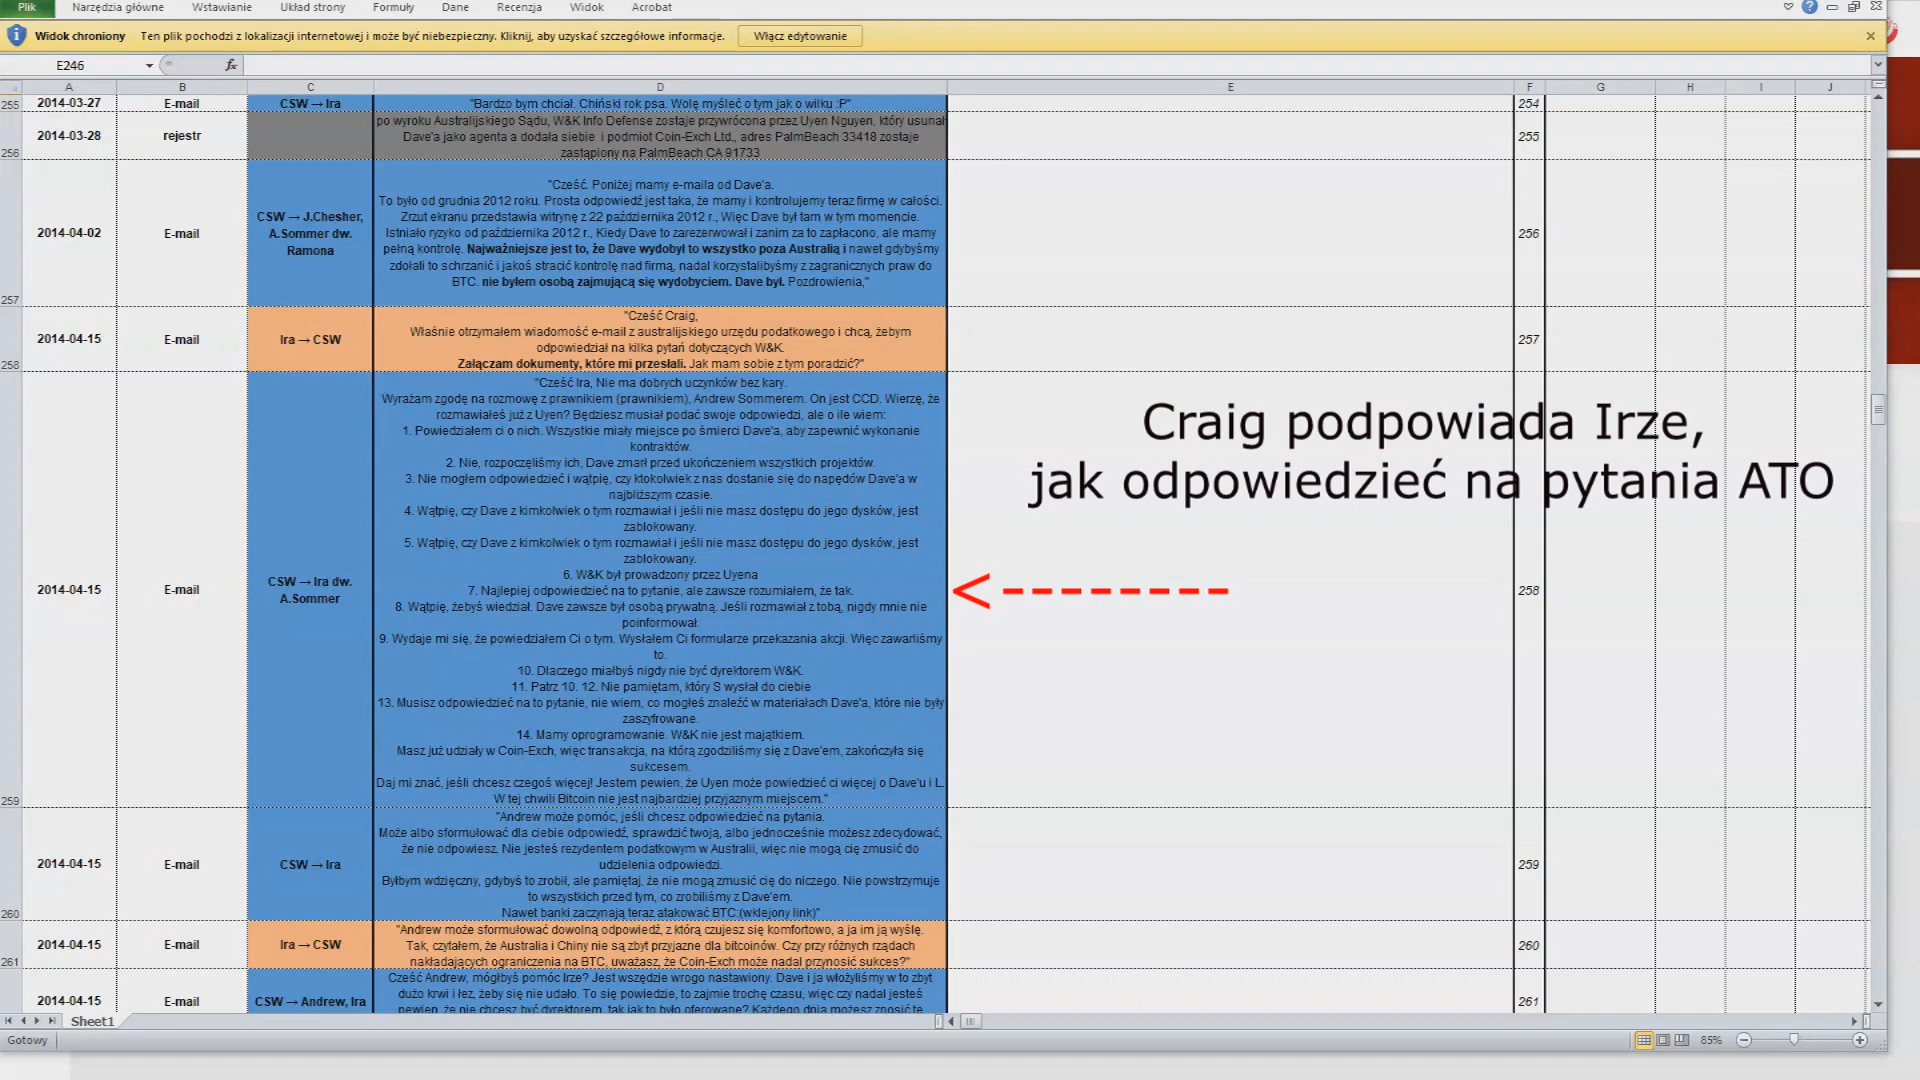 Plik Narzędzia główne Wstawianie Układ strony Formuły Dane Recenzja Widok Acrobat
Widok chroniony Ten plik pochodzi z lokalizacji internetowej i może być niebezpieczny. Kliknij, aby uzyskać szczegółowe informacje. Włącz edytowanie
E246 fx
A B C D E F G H I J
255 2014-03-27 E-mail CSW → Ira "Bardzo bym chciał. Chiński rok psa. Wolę myśleć o tym jak o wilku :P" 254
po wyroku Australijskiego Sądu, W&K Info Defense zostaje przywrócona przez Uyen Nguyen, który usunął
2014-03-28 rejestr Dave'a jako agenta a dodała siebie. i podmiot Coin-Exch Ltd., adres PalmBeach 33418 zostaje 255
256 zastąpiony na PalmBeach CA 91733
"Cześć. Poniżej mamy e-maila od Dave'a.
To było od grudnia 2012 roku. Prosta odpowiedź jest taka, że mamy i kontrolujemy teraz firmę w całości.
CSW → J.Chesher, Zrzut ekranu przedstawia witrynę z 22 października 2012 r., Więc Dave był tam w tym momencie.
2014-04-02 E-mail A.Sommer dw. Istniało ryzyko od października 2012 r., Kiedy Dave to zarezerwował i zanim za to zapłacono, ale mamy 256
Ramona pełną kontrolę. Najważniejsze jest to, że Dave wydobył to wszystko poza Australią i nawet gdybyśmy
zdołali to schrzanić i jakoś stracić kontrolę nad firmą, nadal korzystalibyśmy z zagranicznych praw do
BTC. nie byłem osobą zajmującą się wydobyciem. Dave był. Pozdrowienia,"
257
"Cześć Craig,
2014-04-15 E-mail Ira → CSW Właśnie otrzymałem wiadomość e-mail z australijskiego urzędu podatkowego i chcą, żebym 257
odpowiedział na kilka pytań dotyczących W&K.
258 Załączam dokumenty, które mi przesłali. Jak mam sobie z tym poradzić?"
"Cześć Ira, Nie ma dobrych uczynków bez kary.
Wyrażam zgodę na rozmowę z prawnikiem (prawnikiem), Andrew Sommerem. On jest CCD. Wierzę, że
rozmawiałeś już z Uyen? Będziesz musiał podać swoje odpowiedzi, ale o ile wiem:
1. Powiedziałem ci o nich. Wszystkie miały miejsce po śmierci Dave'a, aby zapewnić wykonanie
kontraktów.
2. Nie, rozpoczęliśmy ich, Dave zmarł przed ukończeniem wszystkich projektów.
3. Nie mogłem odpowiedzieć i wątpię, czy ktokolwiek z nas dostanie się do napędów Dave'a w
najbliższym czasie.
4. Wątpię, czy Dave z kimkolwiek o tym rozmawiał i jeśli nie masz dostępu do jego dysków, jest
zablokowany.
5. Wątpię, czy Dave z kimkolwiek o tym rozmawiał i jeśli nie masz dostępu do jego dysków, jest
zablokowany.
6. W&K był prowadzony przez Uyena
2014-04-15 E-mail CSW → Ira dw. A.Sommer 7. Najlepiej odpowiedzieć na to pytanie, ale zawsze rozumiałem, że tak. 258
8. Wątpię, żebyś wiedział. Dave zawsze był osobą prywatną. Jeśli rozmawiał z tobą, nigdy mnie nie
poinformował.
9. Wydaje mi się, że powiedziałem Ci o tym. Wysłałem Ci formularze przekazania akcji. Więc zawarliśmy
to.
10. Dlaczego miałbyś nigdy nie być dyrektorem W&K.
11. Patrz 10. 12. Nie pamiętam, który S wysłał do ciebie
13. Musisz odpowiedzieć na to pytanie, nie wiem, co mogłeś znaleźć w materiałach Dave'a, które nie były
zaszyfrowane.
14. Mamy oprogramowanie. W&K nie jest majątkiem.
Masz już udziały w Coin-Exch, więc transakcja, na którą zgodziliśmy się z Dave'em, zakończyła się
sukcesem.
Daj mi znać, jeśli chcesz czegoś więcej! Jestem pewien, że Uyen może powiedzieć ci więcej o Dave'u i L.
259 W tej chwili Bitcoin nie jest najbardziej przyjaznym miejscem."
Craig podpowiada Irze,
jak odpowiedzieć na pytania ATO
"Andrew może pomóc, jeśli chcesz odpowiedzieć na pytania.
Może albo sformułować dla ciebie odpowiedź, sprawdzić twoją, albo jednocześnie możesz zdecydować,
że nie odpowiesz. Nie jesteś rezydentem podatkowym w Australii, więc nie mogą cię zmusić do
2014-04-15 E-mail CSW → Ira udzielenia odpowiedzi. 259
Byłbym wdzięczny, gdybyś to zrobił, ale pamiętaj, że nie mogą zmusić cię do niczego. Nie powstrzymuje
to wszystkich przed tym, co zrobiliśmy z Dave'em.
260 Nawet banki zaczynają teraz atakować BTC:(wklejony link)"
"Andrew może sformułować dowolną odpowiedź, z którą czujesz się komfortowo, a ja im ją wyślę.
2014-04-15 E-mail Ira → CSW Tak, czytałem, że Australia i Chiny nie są zbyt przyjazne dla bitcoinów. Czy przy różnych rządach 260
261 nakładających ograniczenia na BTC, uważasz, że Coin-Exch może nadal przynosić sukces?"
Cześć Andrew, mógłbyś pomóc Irze? Jest wszędzie wrogo nastawiony. Dave i ja włożyliśmy w to zbyt
2014-04-15 E-mail CSW → Andrew, Ira dużo krwi i łez, żeby się nie udało. To się powiedzie, to zajmie trochę czasu, więc czy nadal jesteś 261
pewien, że nie chcesz być dyrektorem, tak jak to było oferowane? Każdego dnia możesz znosić te
Sheet1
Gotowy 85%